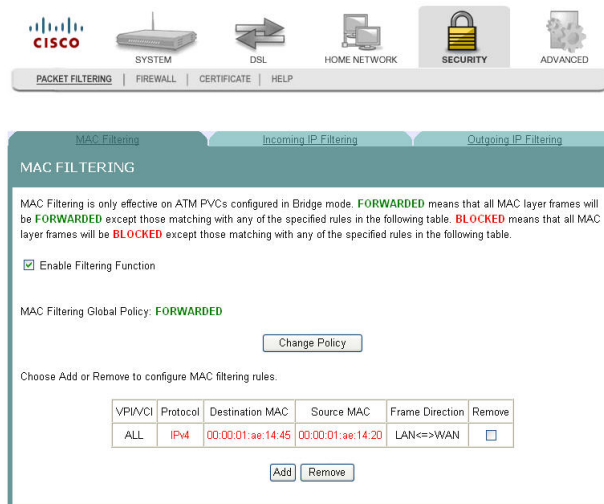 CISCO
SYSTEM DSL HOME NETWORK SECURITY ADVANCED
PACKET FILTERING | FIREWALL | CERTIFICATE | HELP
MAC Filtering Incoming IP Filtering Outgoing IP Filtering
MAC FILTERING
MAC Filtering is only effective on ATM PVCs configured in Bridge mode. FORWARDED means that all MAC layer frames will
be FORWARDED except those matching with any of the specified rules in the following table. BLOCKED means that all MAC
layer frames will be BLOCKED except those matching with any of the specified rules in the following table.
Enable Filtering Function
MAC Filtering Global Policy: FORWARDED
Change Policy
Choose Add or Remove to configure MAC filtering rules.
VPI/VCI Protocol Destination MAC Source MAC Frame Direction Remove
ALL IPv4 00:00:01:ae:14:45 00:00:01:ae:14:20 LAN<=>WAN
Add Remove